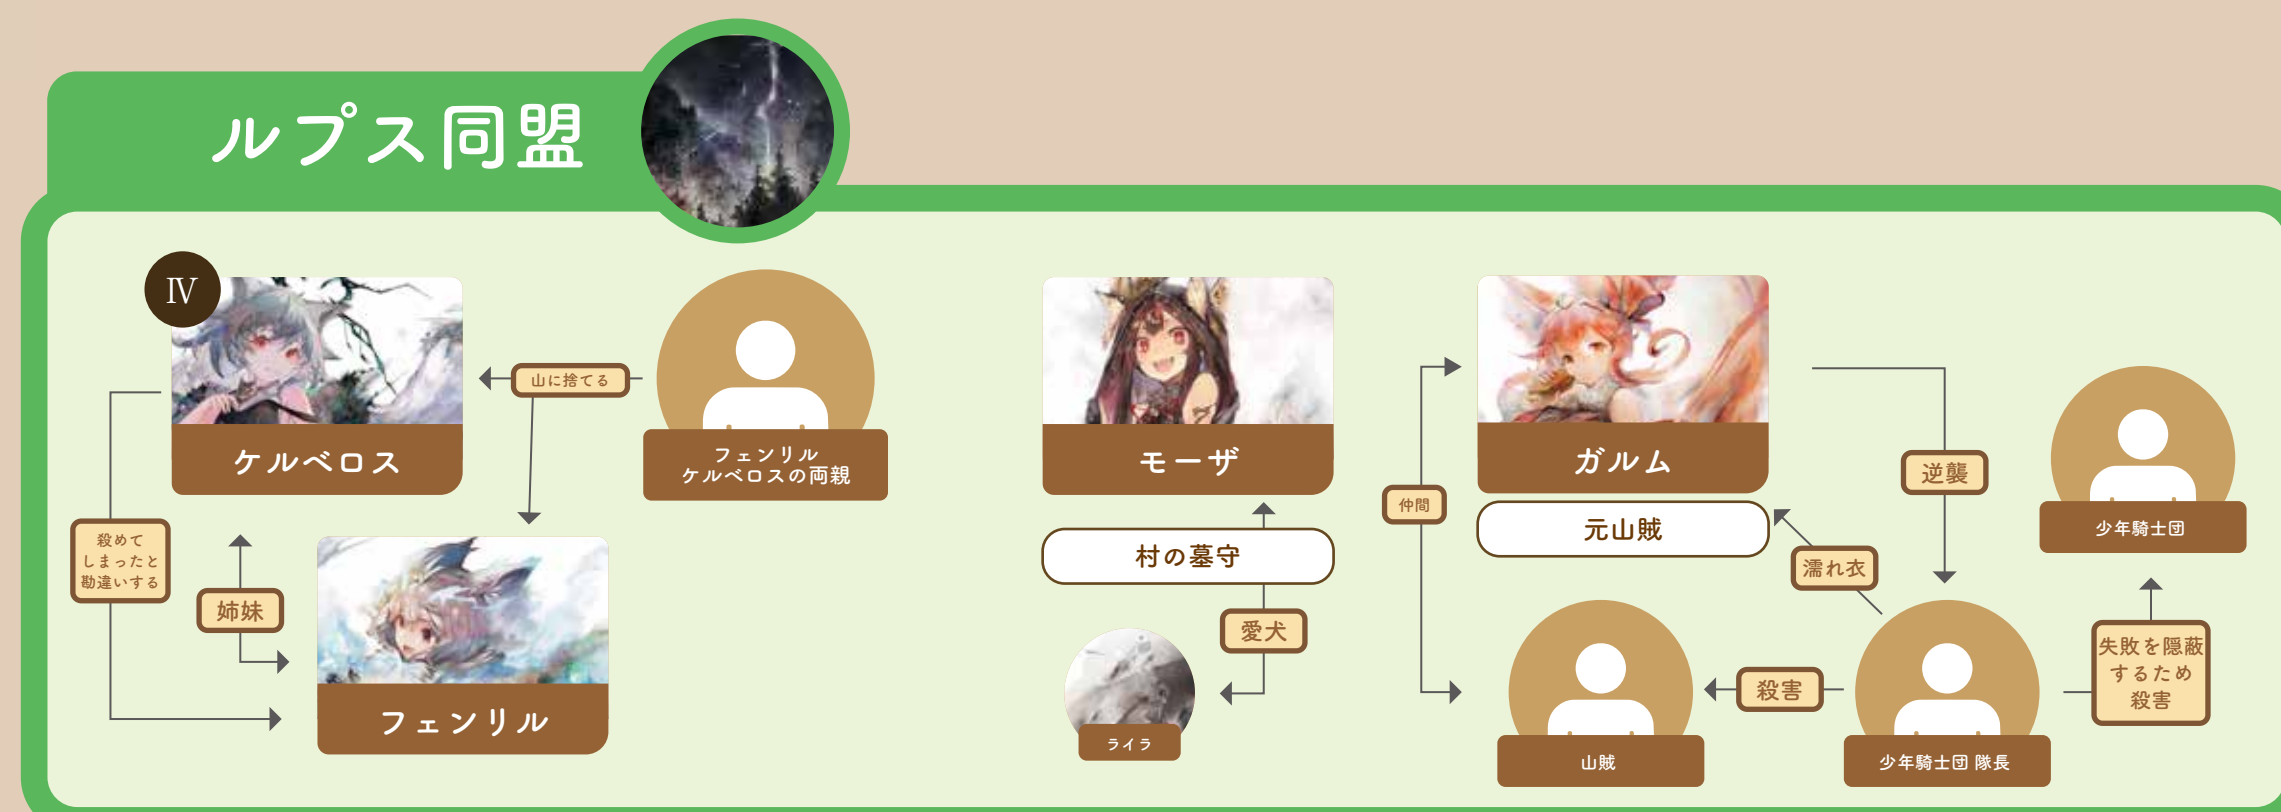 ルプス同盟
Ⅳ
ケルベロス
山に捨てる
フェンリル
ケルベロスの両親
殺めて
しまったと
勘違いする
姉妹
フェンリル
モーザ
村の墓守
愛犬
ライラ
ガルム
元山賊
仲間
逆襲
濡れ衣
少年騎士団
山賊
殺害
少年騎士団 隊長
失敗を隠蔽
するため
殺害